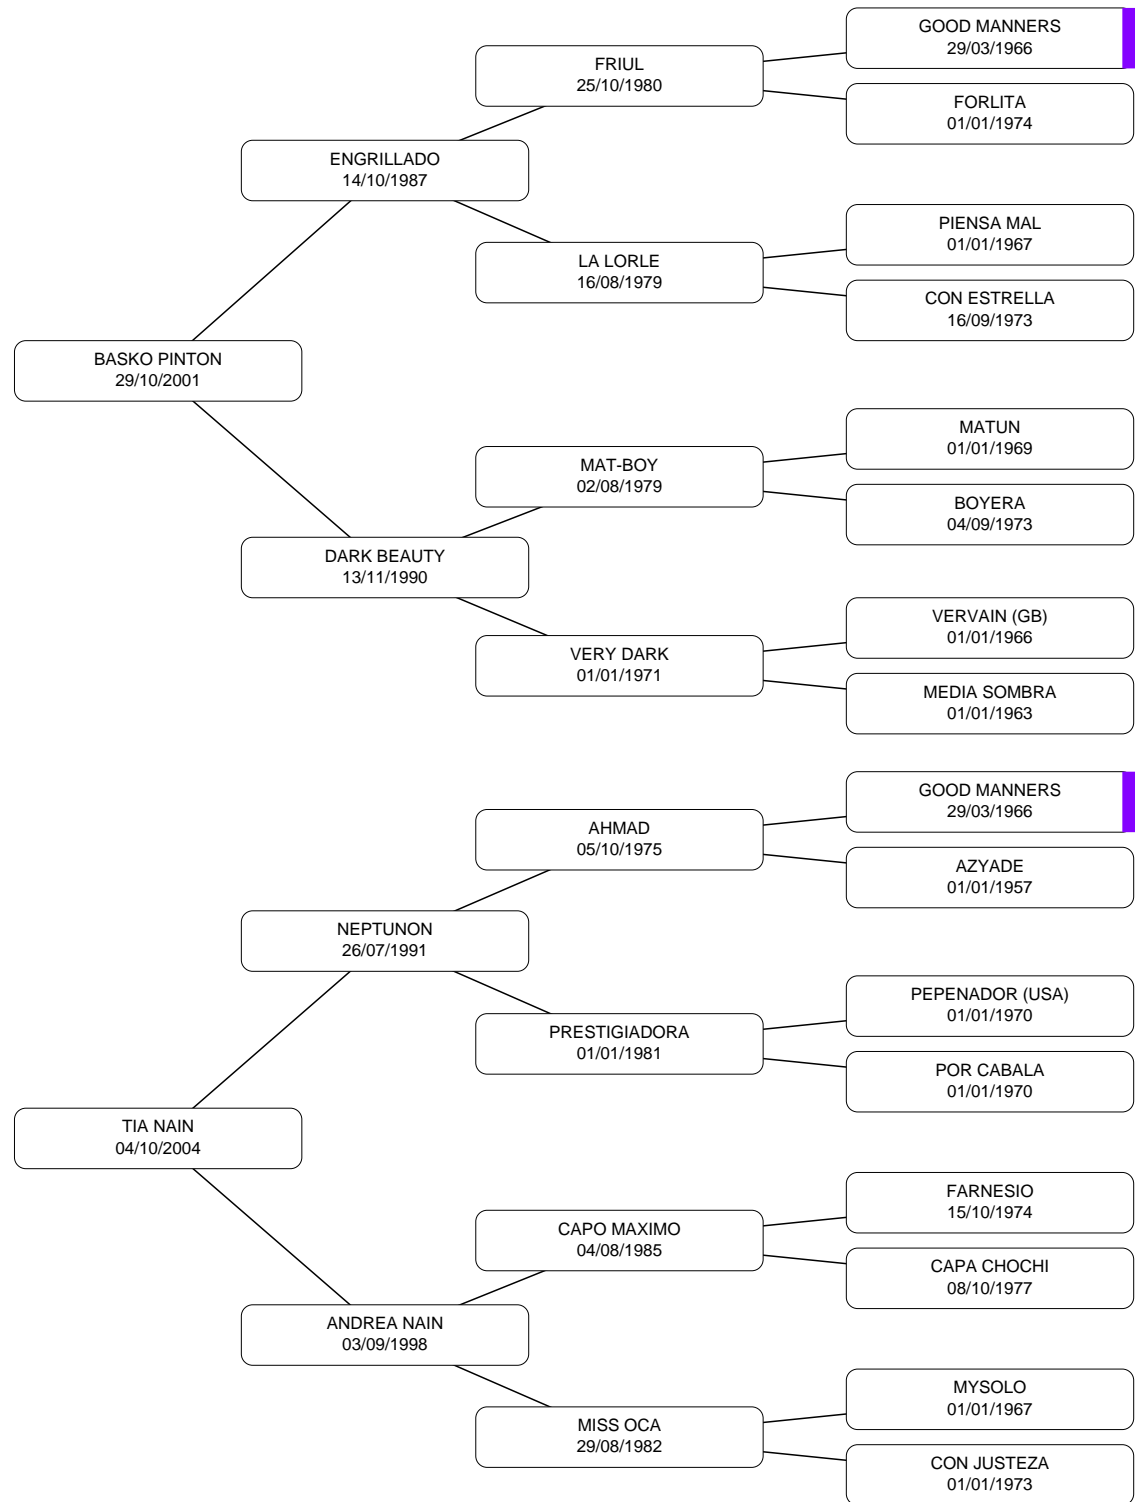 GOOD MANNERS
29/03/1966
FRIUL
25/10/1980
FORLITA
01/01/1974
ENGRILLADO
14/10/1987
PIENSA MAL
01/01/1967
LA LORLE
16/08/1979
CON ESTRELLA
16/09/1973
BASKO PINTON
29/10/2001
MATUN
01/01/1969
MAT-BOY
02/08/1979
BOYERA
04/09/1973
DARK BEAUTY
13/11/1990
VERVAIN (GB)
01/01/1966
VERY DARK
01/01/1971
MEDIA SOMBRA
01/01/1963
GOOD MANNERS
29/03/1966
AHMAD
05/10/1975
AZYADE
01/01/1957
NEPTUNON
26/07/1991
PEPENADOR (USA)
01/01/1970
PRESTIGIADORA
01/01/1981
POR CABALA
01/01/1970
TIA NAIN
04/10/2004
FARNESIO
15/10/1974
CAPO MAXIMO
04/08/1985
CAPA CHOCHI
08/10/1977
ANDREA NAIN
03/09/1998
MYSOLO
01/01/1967
MISS OCA
29/08/1982
CON JUSTEZA
01/01/1973